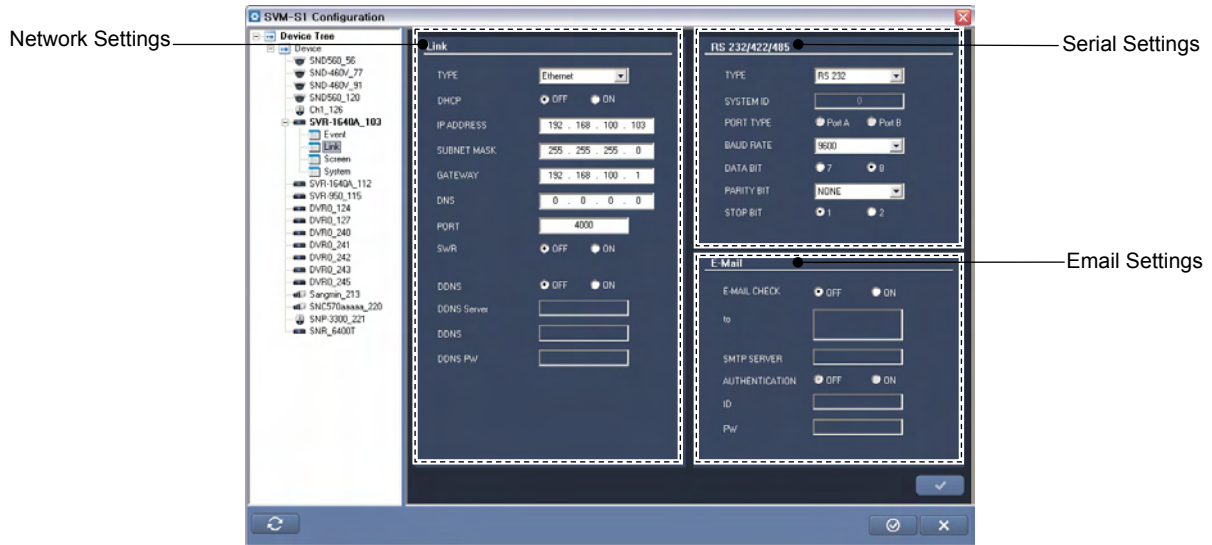 SVM-S1 Configuration
Network Settings
Serial Settings
Email Settings
Device Tree
Device
SND560_56
SND-460V_77
SND-460V_91
SND560_120
Ch1_126
SVR-1640A_103
Event
Link
Screen
System
SVR-1640A_112
SVR-950_115
DVR0_124
DVR0_127
DVR0_240
DVR0_241
DVR0_242
DVR0_243
DVR0_245
Sangmin_213
SNC570aaaaa_220
SNP-3300_221
SNR_6400T
Link
TYPE Ethernet
DHCP OFF ON
IP ADDRESS 192 . 168 . 100 . 103
SUBNET MASK 255 . 255 . 255 . 0
GATEWAY 192 . 168 . 100 . 1
DNS 0 . 0 . 0 . 0
PORT 4000
SWR OFF ON
DDNS OFF ON
DDNS Server
DDNS
DDNS PW
RS 232/422/485
TYPE RS 232
SYSTEM ID 0
PORT TYPE Port A Port B
BAUD RATE 9600
DATA BIT 7 8
PARITY BIT NONE
STOP BIT 1 2
E-Mail
E-MAIL CHECK OFF ON
to
SMTP SERVER
AUTHENTICATION OFF ON
ID
PW